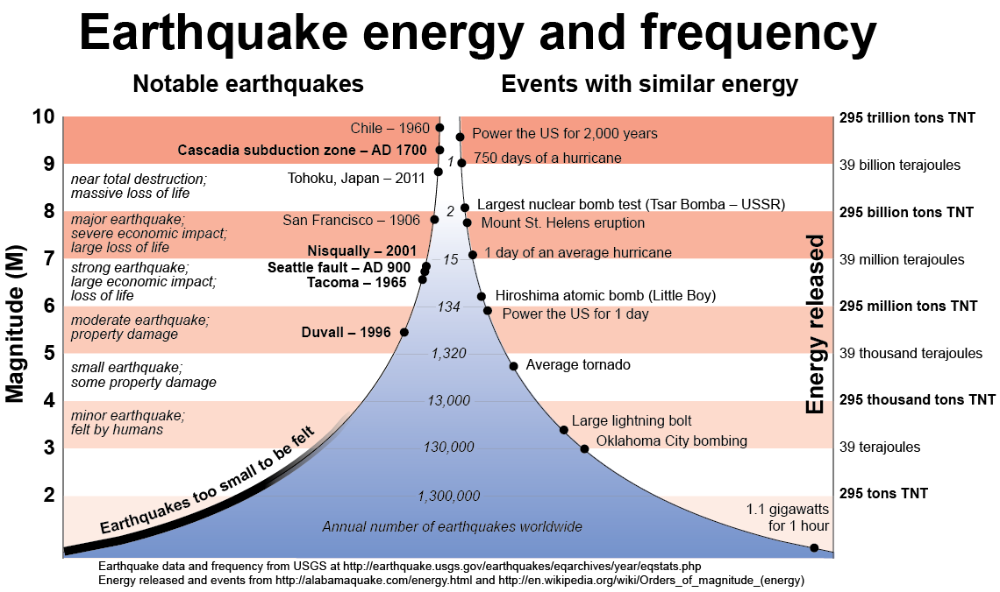 Earthquake energy and frequency
Notable earthquakes
Events with similar energy
Magnitude (M)
10
9
8
7
6
5
4
3
2
near total destruction;
massive loss of life
major earthquake;
severe economic impact;
large loss of life
strong earthquake;
large economic impact;
loss of life
moderate earthquake;
property damage
small earthquake;
some property damage
minor earthquake;
felt by humans
Earthquakes too small to be felt
Chile – 1960
Cascadia subduction zone – AD 1700
Tohoku, Japan – 2011
San Francisco – 1906
Nisqually – 2001
Seattle fault – AD 900
Tacoma – 1965
Duvall – 1996
1
2
15
134
1,320
13,000
130,000
1,300,000
Annual number of earthquakes worldwide
Power the US for 2,000 years
750 days of a hurricane
Largest nuclear bomb test (Tsar Bomba – USSR)
Mount St. Helens eruption
1 day of an average hurricane
Hiroshima atomic bomb (Little Boy)
Power the US for 1 day
Average tornado
Large lightning bolt
Oklahoma City bombing
1.1 gigawatts
for 1 hour
Energy released
295 trillion tons TNT
39 billion terajoules
295 billion tons TNT
39 million terajoules
295 million tons TNT
39 thousand terajoules
295 thousand tons TNT
39 terajoules
295 tons TNT
Earthquake data and frequency from USGS at http://earthquake.usgs.gov/earthquakes/eqarchives/year/eqstats.php
Energy released and events from http://alabamaquake.com/energy.html and http://en.wikipedia.org/wiki/Orders_of_magnitude_(energy)